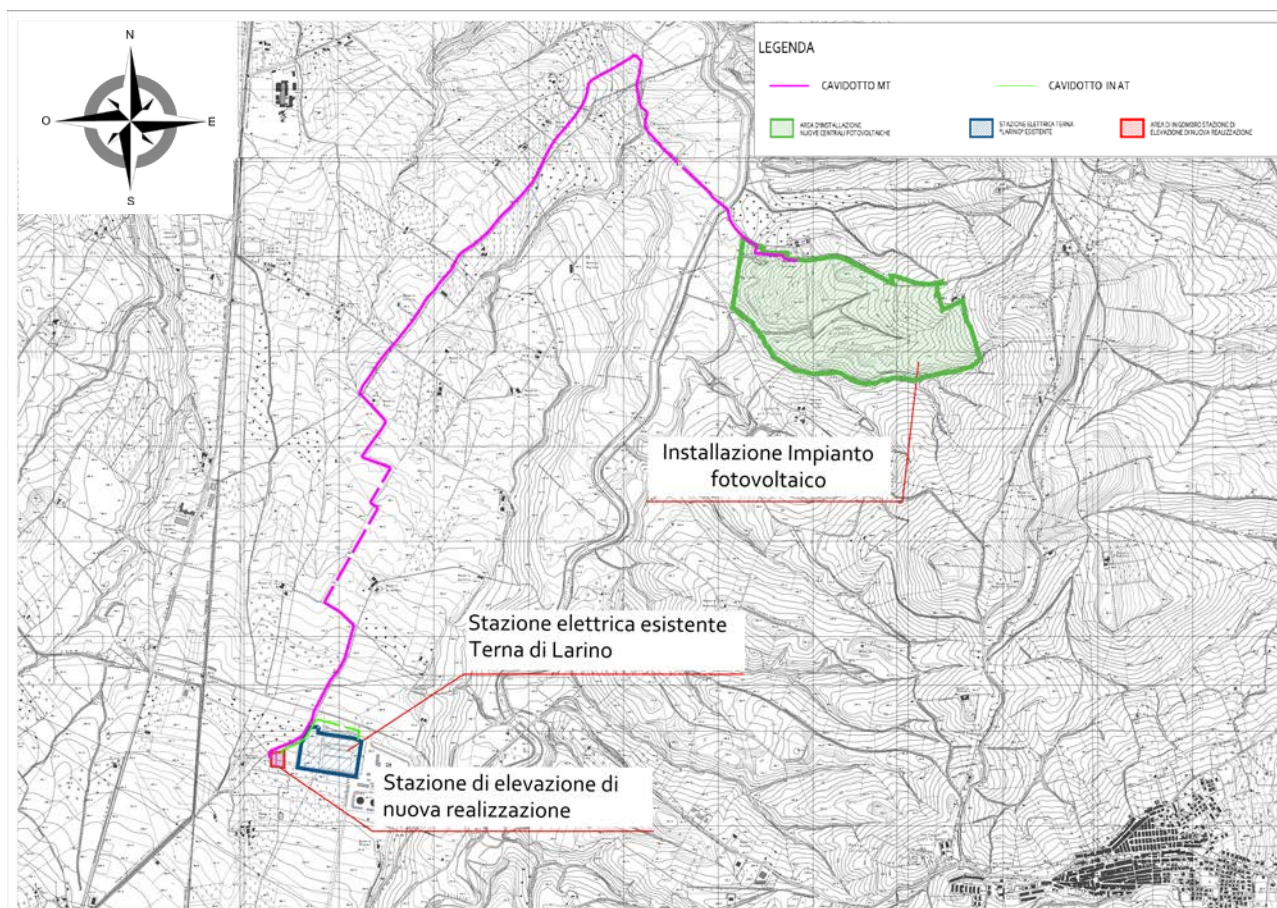 N
O
E
S
LEGENDA
CAVIDOTTO MT
CAVIDOTTO IN AT
AREA D'INSTALLAZIONE
NUOVE CENTRALI FOTOVOLTAICHE
STAZIONE ELETTRICA TERNA
"LARINO" ESISTENTE
AREA DI INGOMBRO STAZIONE DI
ELEVAZIONE DI NUOVA REALIZZAZIONE
Installazione Impianto
fotovoltaico
Stazione elettrica esistente
Terna di Larino
Stazione di elevazione di
nuova realizzazione